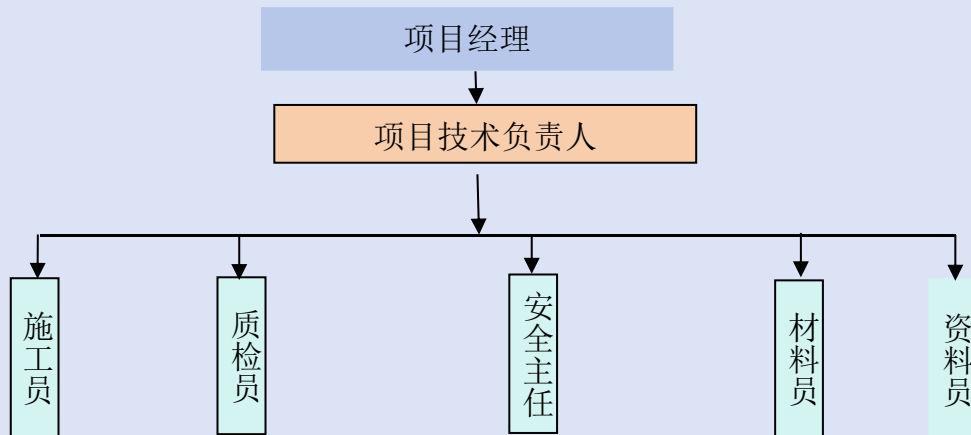 项目经理
项目技术负责人
施工员
质检员
安全主任
材料员
资料员